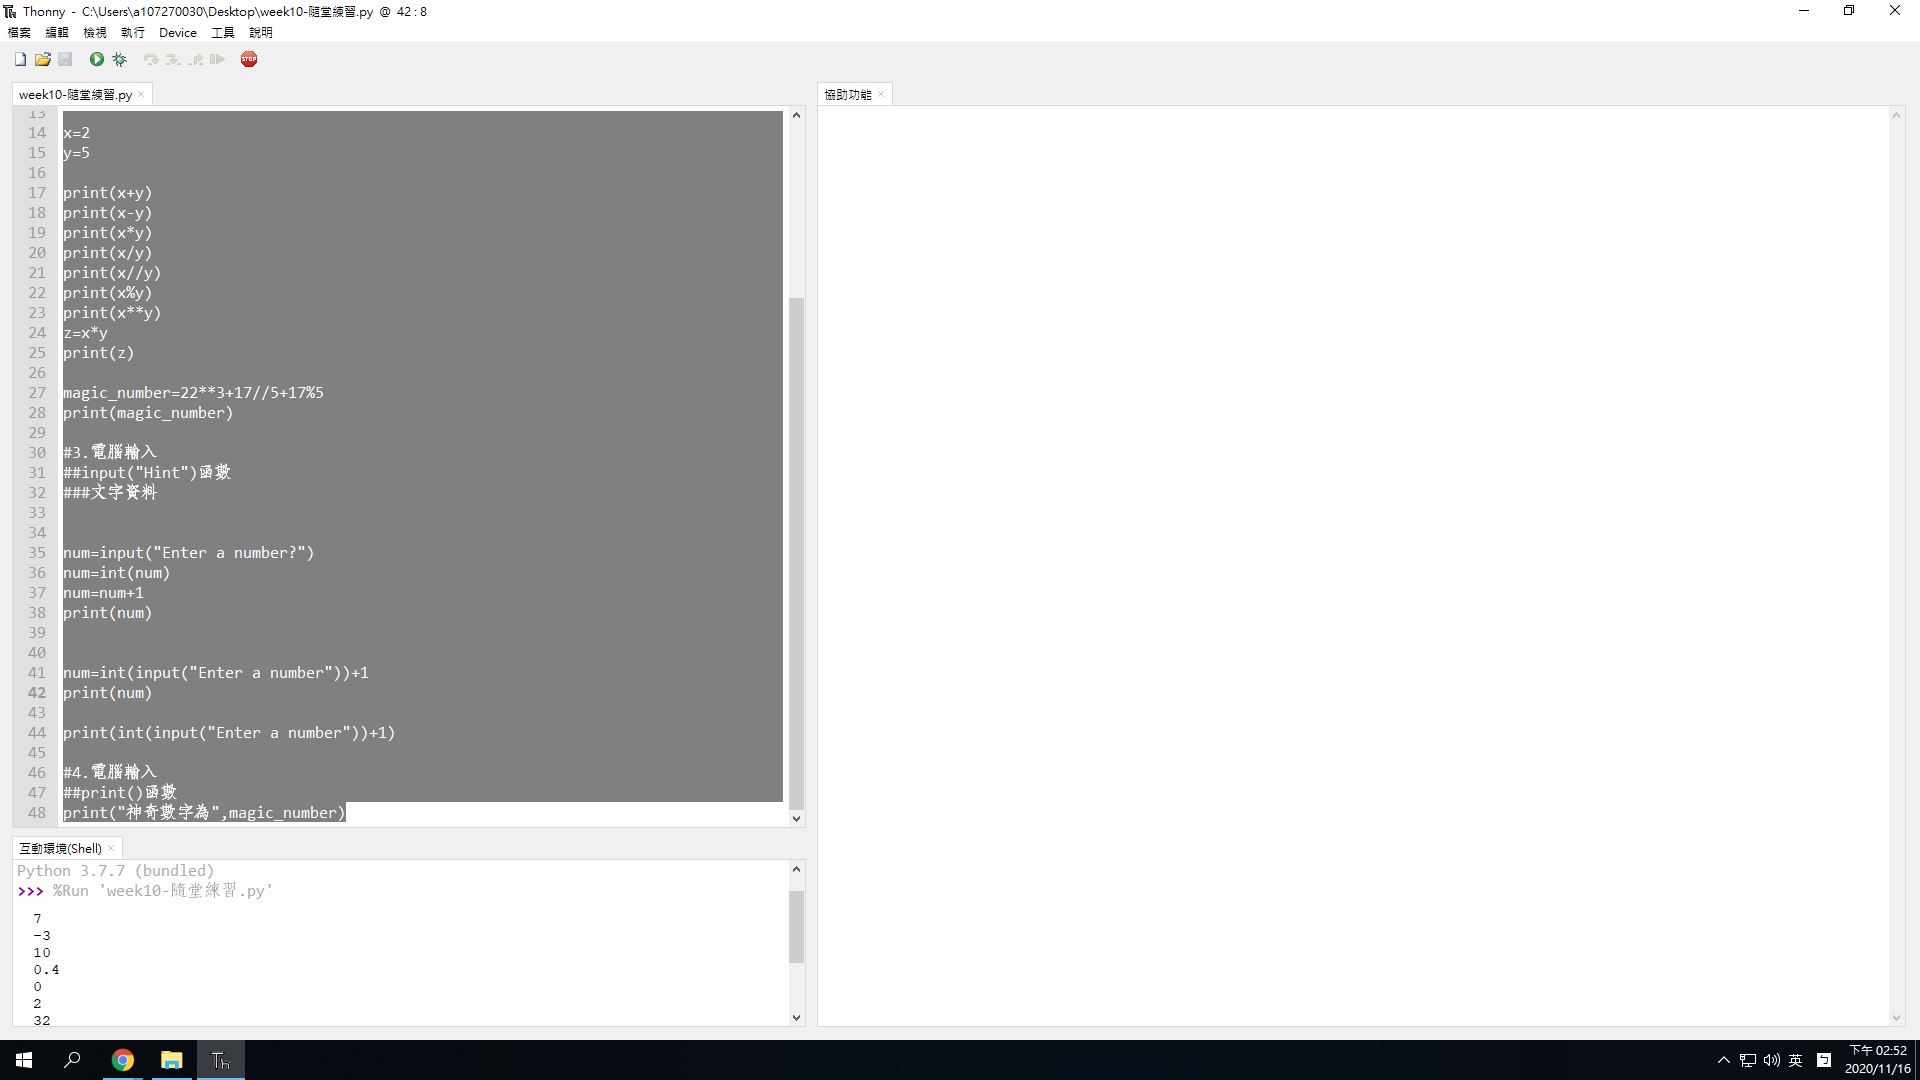 Thonny - C:\Users\a107270030\Desktop\week10-隨堂練習.py @ 42:8
檔案 編輯 檢視 執行 Device 工具 說明
STOP
week10-隨堂練習.py
協助功能
13
14 x=2
15 y=5
16
17 print(x+y)
18 print(x-y)
19 print(x*y)
20 print(x/y)
21 print(x//y)
22 print(x%y)
23 print(x**y)
24 z=x*y
25 print(z)
26
27 magic_number=22**3+17//5+17%5
28 print(magic_number)
29
30 #3.電腦輸入
31 ##input("Hint")函數
32 ###文字資料
33
34
35 num=input("Enter a number?")
36 num=int(num)
37 num=num+1
38 print(num)
39
40
41 num=int(input("Enter a number"))+1
42 print(num)
43
44 print(int(input("Enter a number"))+1)
45
46 #4.電腦輸入
47 ##print()函數
48 print("神奇數字為",magic_number)
互動環境(Shell)
Python 3.7.7 (bundled)
>>> %Run 'week10-隨堂練習.py'
7
-3
10
0.4
0
2
32
Th
英
下午 02:52
2020/11/16